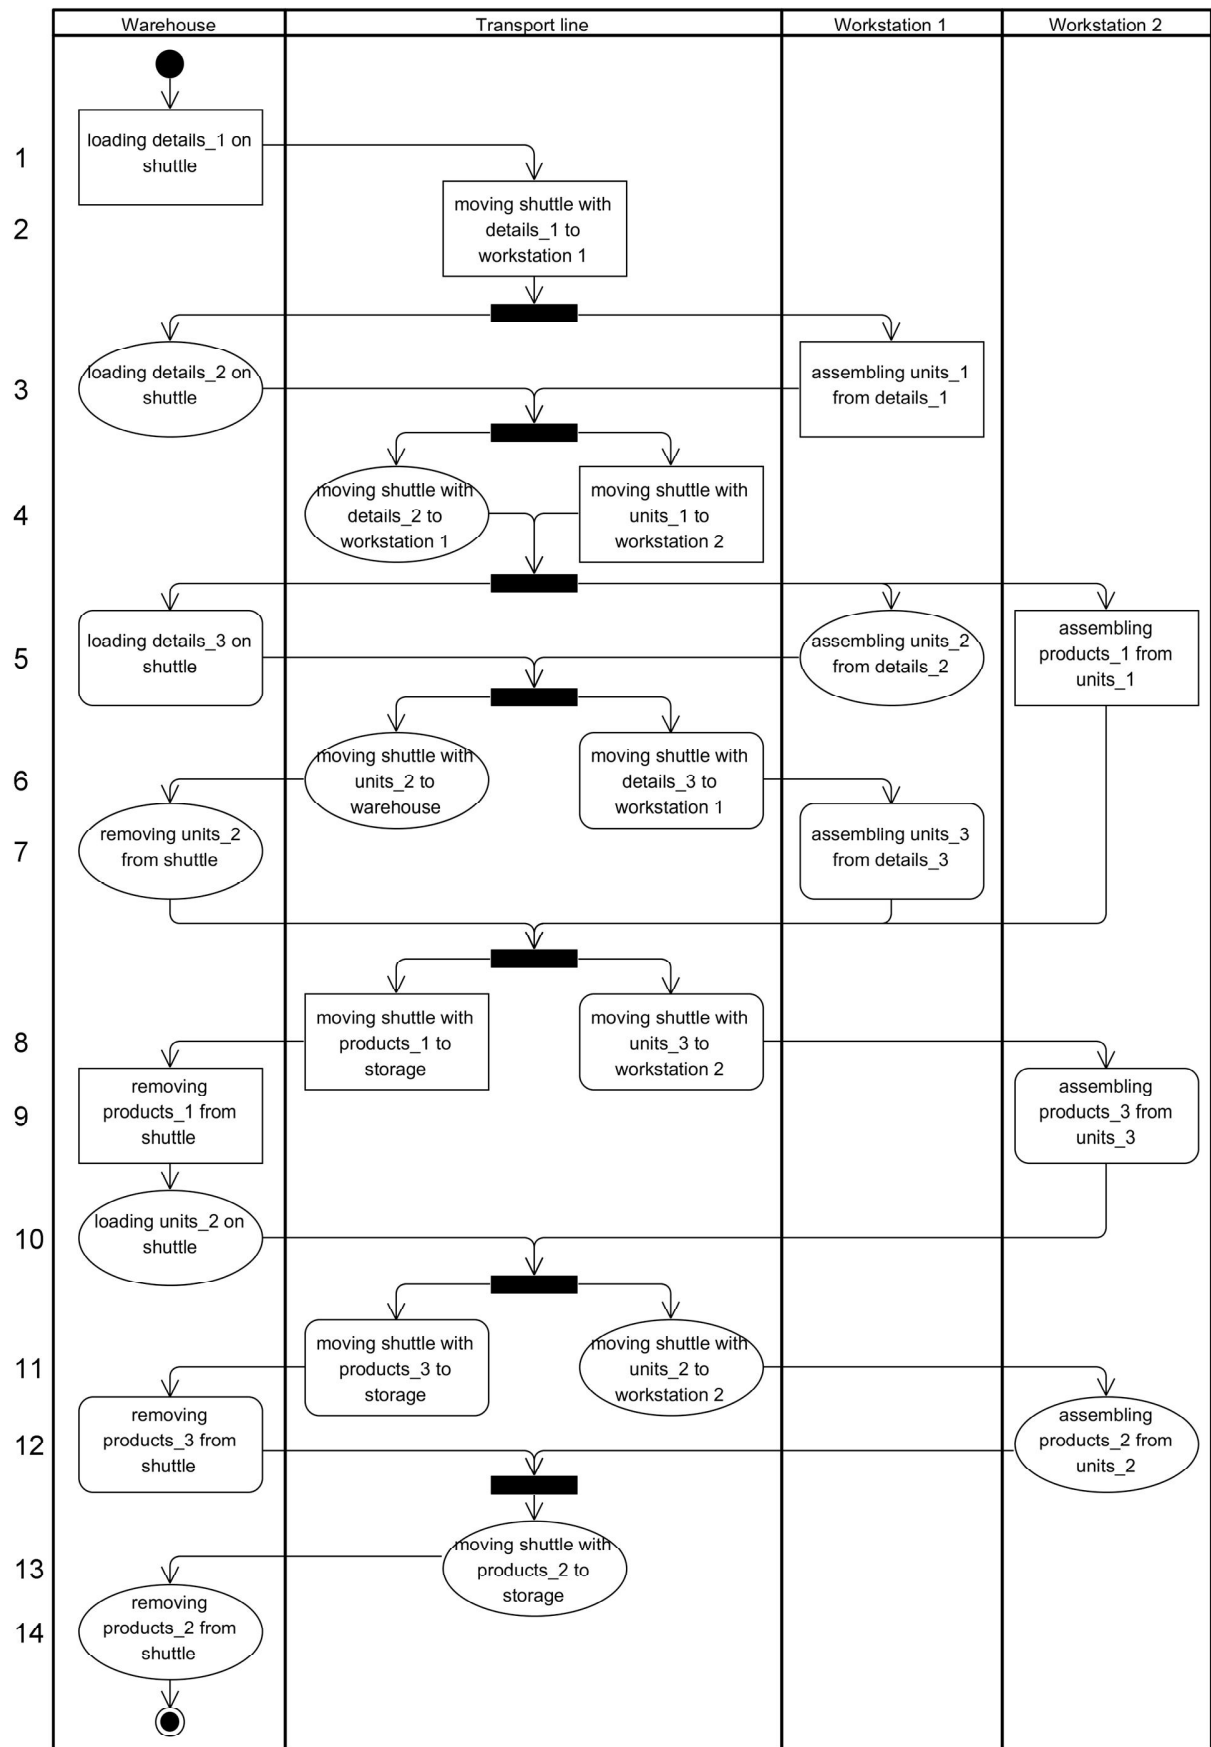 Warehouse
Transport line
Workstation 1
Workstation 2
1
loading details_1 on
shuttle
2
moving shuttle with
details_1 to
workstation 1
3
loading details_2 on
shuttle
assembling units_1
from details_1
4
moving shuttle with
details_2 to
workstation 1
moving shuttle with
units_1 to
workstation 2
5
loading details_3 on
shuttle
assembling units_2
from details_2
assembling
products_1 from
units_1
6
moving shuttle with
units_2 to
warehouse
moving shuttle with
details_3 to
workstation 1
7
removing units_2
from shuttle
assembling units_3
from details_3
8
moving shuttle with
products_1 to
storage
moving shuttle with
units_3 to
workstation 2
9
removing
products_1 from
shuttle
assembling
products_3 from
units_3
10
loading units_2 on
shuttle
11
moving shuttle with
products_3 to
storage
moving shuttle with
units_2 to
workstation 2
12
removing
products_3 from
shuttle
assembling
products_2 from
units_2
13
moving shuttle with
products_2 to
storage
14
removing
products_2 from
shuttle